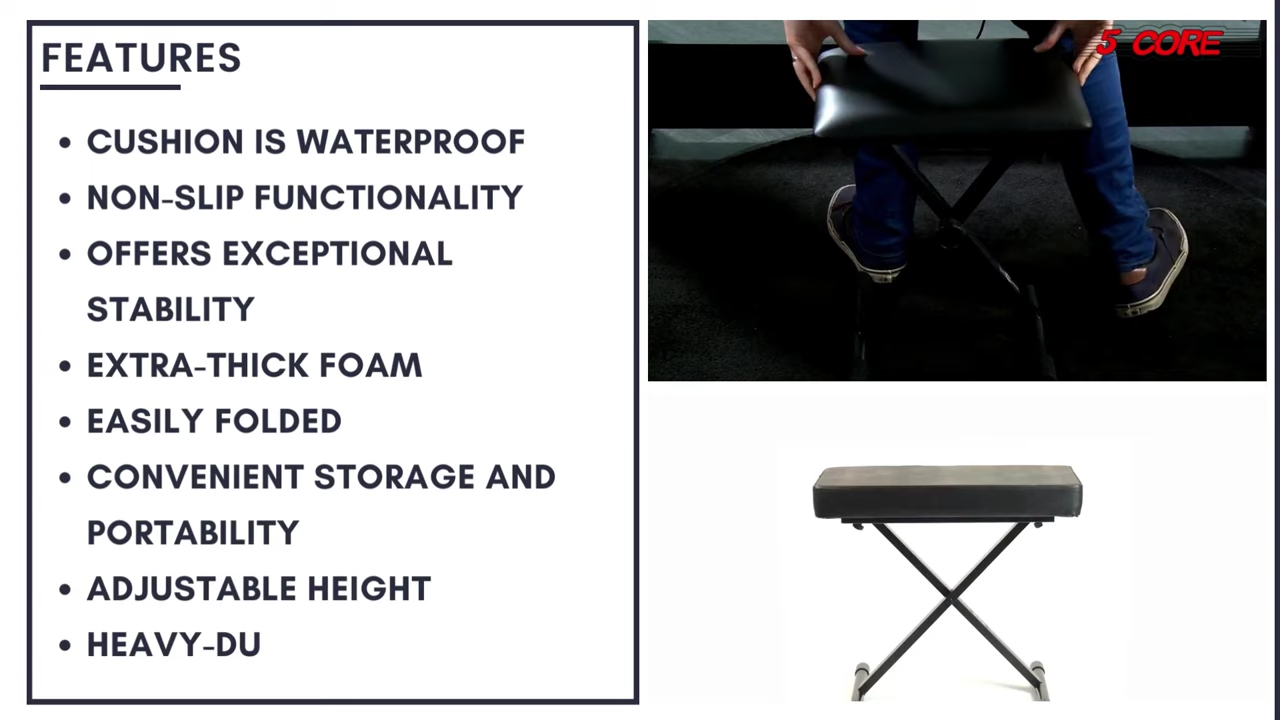 FEATURES
• CUSHION IS WATERPROOF
• NON-SLIP FUNCTIONALITY
• OFFERS EXCEPTIONAL
STABILITY
• EXTRA-THICK FOAM
• EASILY FOLDED
• CONVENIENT STORAGE AND
PORTABILITY
• ADJUSTABLE HEIGHT
• HEAVY-DU
5 CORE